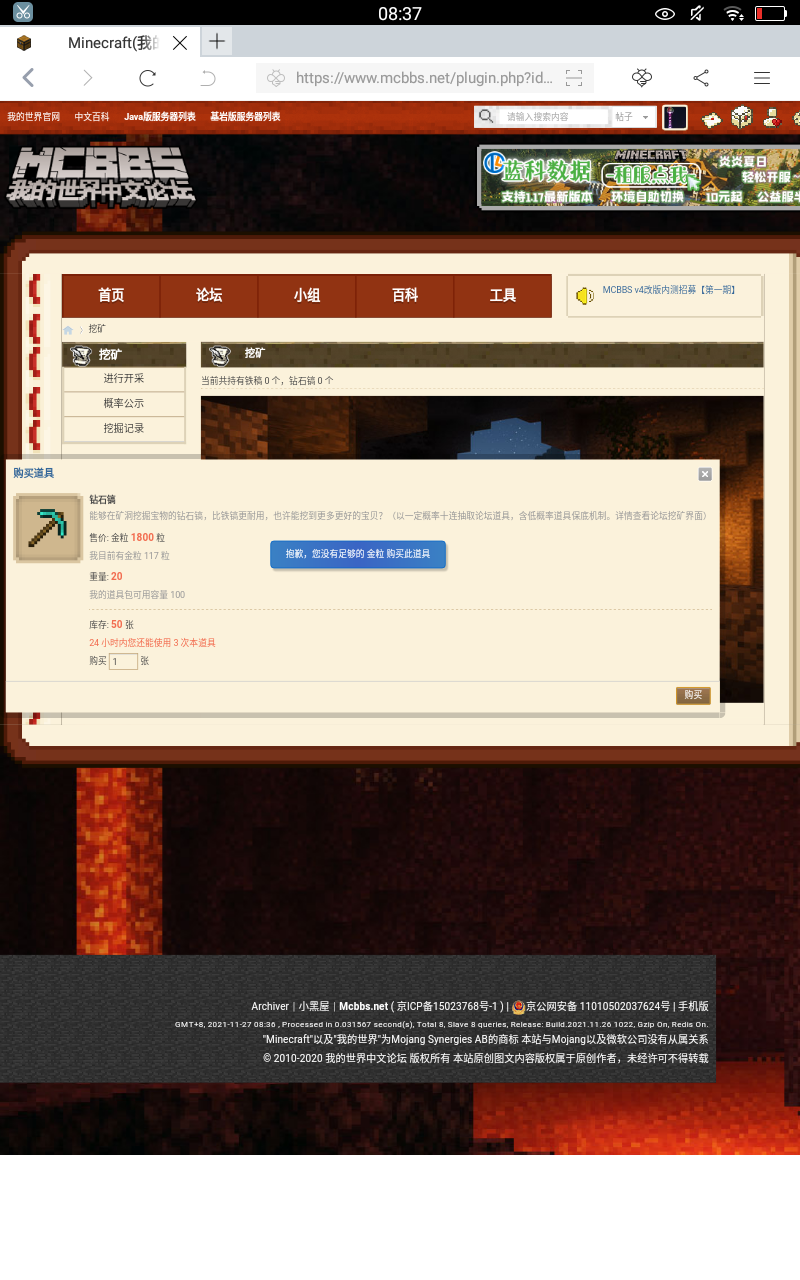 08:37
Minecraft(我的
https://www.mcbbs.net/plugin.php?id...
我的世界官网 中文百科 Java版服务器列表 基岩版服务器列表 请输入搜索内容 帖子
MCBBS
我的世界中文论坛
蓝科数据 MINECRAFT 租服点我 炎炎夏日
轻松开服
支持1.17最新版本 环境自助切换 10元起 公益服
首页 论坛 小组 百科 工具
MCBBS v4改版内测招募【第一期】
挖矿
挖矿
进行开采
概率公示
挖掘记录
挖矿
当前共持有铁稿 0 个，钻石镐 0 个
购买道具
钻石镐
能够在矿洞挖掘宝物的钻石镐，比铁镐更耐用，也许能挖到更多更好的宝贝？（以一定概率十连抽取论坛道具，含低概率道具保底机制。详情查看论坛挖矿界面）
售价: 金粒 1800 粒
我目前有金粒 117 粒
抱歉，您没有足够的 金粒 购买此道具
重量: 20
我的道具包可用容量 100
库存: 50 张
24 小时内您还能使用 3 次本道具
购买 1 张
购买
Archiver | 小黑屋 | Mcbbs.net ( 京ICP备15023768号-1 ) | 京公网安备 11010502037624号 | 手机版
GMT+8, 2021-11-27 08:36 , Processed in 0.031567 second(s), Total 8, Slave 8 queries, Release: Build.2021.11.26 1022, Gzip On, Redis On.
"Minecraft"以及"我的世界"为Mojang Synergies AB的商标 本站与Mojang以及微软公司没有从属关系
© 2010-2020 我的世界中文论坛 版权所有 本站原创图文内容版权属于原创作者，未经许可不得转载